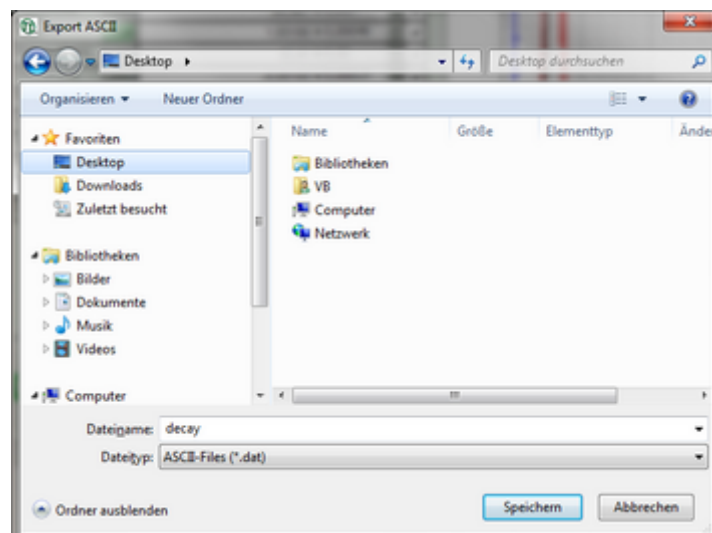 Export ASCII
Desktop
Desktop durchsuchen
Organisieren
Neuer Ordner
Favoriten
Desktop
Downloads
Zuletzt besucht
Bibliotheken
Bilder
Dokumente
Musik
Videos
Computer
Name
Größe
Elementtyp
Änder
Bibliotheken
VB
Computer
Netzwerk
Dateiname: decay
Dateityp: ASCII-Files (*.dat)
Ordner ausblenden
Speichern
Abbrechen